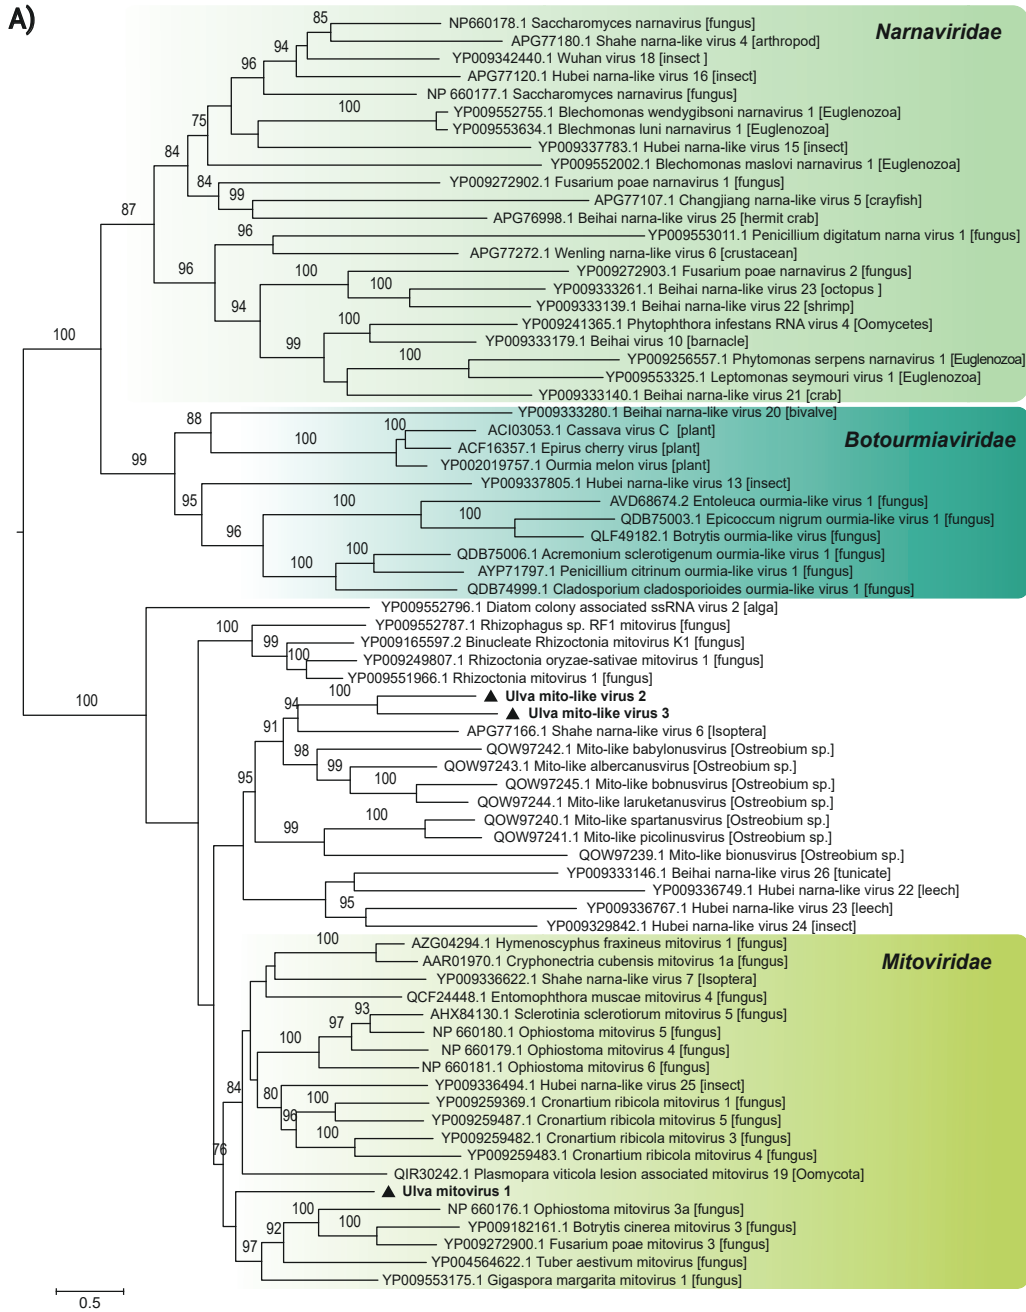 A)
Narnaviridae
85
NP660178.1 Saccharomyces narnavirus [fungus]
APG77180.1 Shahe narna-like virus 4 [arthropod]
94
YP009342440.1 Wuhan virus 18 [insect ]
96
APG77120.1 Hubei narna-like virus 16 [insect]
NP 660177.1 Saccharomyces narnavirus [fungus]
100
YP009552755.1 Blechomonas wendygibsoni narnavirus 1 [Euglenozoa]
75
YP009553634.1 Blechmonas luni narnavirus 1 [Euglenozoa]
YP009337783.1 Hubei narna-like virus 15 [insect]
84
YP009552002.1 Blechomonas maslovi narnavirus 1 [Euglenozoa]
84
YP009272902.1 Fusarium poae narnavirus 1 [fungus]
99
APG77107.1 Changjiang narna-like virus 5 [crayfish]
87
APG76998.1 Beihai narna-like virus 25 [hermit crab]
96
YP009553011.1 Penicillium digitatum narna virus 1 [fungus]
APG77272.1 Wenling narna-like virus 6 [crustacean]
96
100
YP009272903.1 Fusarium poae narnavirus 2 [fungus]
100
YP009333261.1 Beihai narna-like virus 23 [octopus ]
94
YP009333139.1 Beihai narna-like virus 22 [shrimp]
100
YP009241365.1 Phytophthora infestans RNA virus 4 [Oomycetes]
100
99
YP009333179.1 Beihai virus 10 [barnacle]
100
YP009256557.1 Phytomonas serpens narnavirus 1 [Euglenozoa]
YP009553325.1 Leptomonas seymouri virus 1 [Euglenozoa]
YP009333140.1 Beihai narna-like virus 21 [crab]
88
YP009333280.1 Beihai narna-like virus 20 [bivalve]
Botourmiaviridae
100
ACI03053.1 Cassava virus C [plant]
100
ACF16357.1 Epirus cherry virus [plant]
99
YP002019757.1 Ourmia melon virus [plant]
YP009337805.1 Hubei narna-like virus 13 [insect]
95
100
AVD68674.2 Entoleuca ourmia-like virus 1 [fungus]
100
QDB75003.1 Epicoccum nigrum ourmia-like virus 1 [fungus]
96
QLF49182.1 Botrytis ourmia-like virus [fungus]
100
QDB75006.1 Acremonium sclerotigenum ourmia-like virus 1 [fungus]
100
AYP71797.1 Penicillium citrinum ourmia-like virus 1 [fungus]
QDB74999.1 Cladosporium cladosporioides ourmia-like virus 1 [fungus]
YP009552796.1 Diatom colony associated ssRNA virus 2 [alga]
100
YP009552787.1 Rhizophagus sp. RF1 mitovirus [fungus]
99
YP009165597.2 Binucleate Rhizoctonia mitovirus K1 [fungus]
100
YP009249807.1 Rhizoctonia oryzae-sativae mitovirus 1 [fungus]
YP009551966.1 Rhizoctonia mitovirus 1 [fungus]
100
100
Ulva mito-like virus 2
94
Ulva mito-like virus 3
91
APG77166.1 Shahe narna-like virus 6 [Isoptera]
98
QOW97242.1 Mito-like babylonusvirus [Ostreobium sp.]
99
QOW97243.1 Mito-like albercanusvirus [Ostreobium sp.]
95
100
QOW97245.1 Mito-like bobnusvirus [Ostreobium sp.]
QOW97244.1 Mito-like laruketanusvirus [Ostreobium sp.]
100
QOW97240.1 Mito-like spartanusvirus [Ostreobium sp.]
99
QOW97241.1 Mito-like picolinusvirus [Ostreobium sp.]
QOW97239.1 Mito-like bionusvirus [Ostreobium sp.]
YP009333146.1 Beihai narna-like virus 26 [tunicate]
YP009336749.1 Hubei narna-like virus 22 [leech]
95
YP009336767.1 Hubei narna-like virus 23 [leech]
YP009329842.1 Hubei narna-like virus 24 [insect]
100
AZG04294.1 Hymenoscyphus fraxineus mitovirus 1 [fungus]
AAR01970.1 Cryphonectria cubensis mitovirus 1a [fungus]
Mitoviridae
YP009336622.1 Shahe narna-like virus 7 [Isoptera]
QCF24448.1 Entomophthora muscae mitovirus 4 [fungus]
93
AHX84130.1 Sclerotinia sclerotiorum mitovirus 5 [fungus]
97
NP 660180.1 Ophiostoma mitovirus 5 [fungus]
100
NP 660179.1 Ophiostoma mitovirus 4 [fungus]
NP 660181.1 Ophiostoma mitovirus 6 [fungus]
84
80
YP009336494.1 Hubei narna-like virus 25 [insect]
100
YP009259369.1 Cronartium ribicola mitovirus 1 [fungus]
96
YP009259487.1 Cronartium ribicola mitovirus 5 [fungus]
100
YP009259482.1 Cronartium ribicola mitovirus 3 [fungus]
76
YP009259483.1 Cronartium ribicola mitovirus 4 [fungus]
QIR30242.1 Plasmopara viticola lesion associated mitovirus 19 [Oomycota]
Ulva mitovirus 1
100
NP 660176.1 Ophiostoma mitovirus 3a [fungus]
92
100
YP009182161.1 Botrytis cinerea mitovirus 3 [fungus]
97
YP009272900.1 Fusarium poae mitovirus 3 [fungus]
YP004564622.1 Tuber aestivum mitovirus [fungus]
YP009553175.1 Gigaspora margarita mitovirus 1 [fungus]
0.5